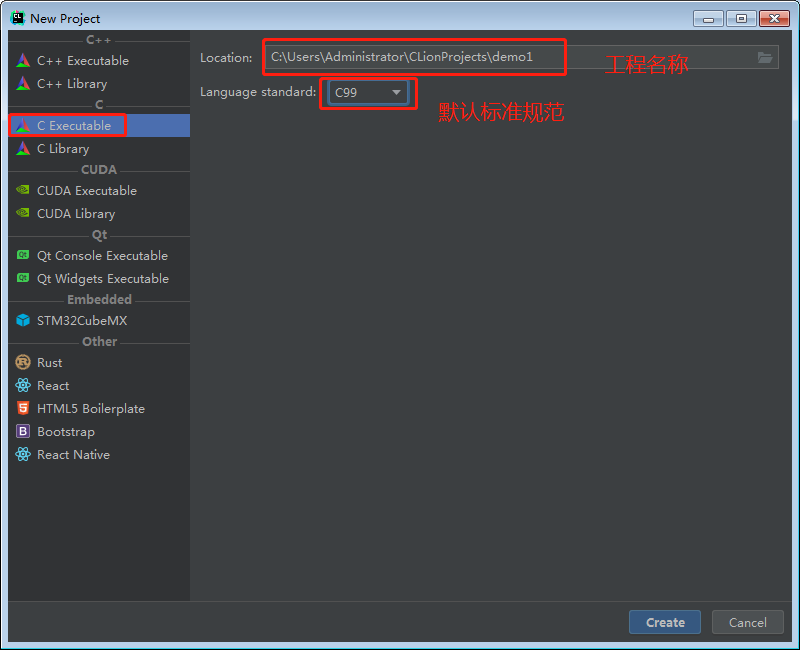 New Project
C++
C++ Executable
C++ Library
C
C Executable
C Library
CUDA
CUDA Executable
CUDA Library
Qt
Qt Console Executable
Qt Widgets Executable
Embedded
STM32CubeMX
Other
Rust
React
HTML5 Boilerplate
Bootstrap
React Native
Location: C:\Users\Administrator\CLionProjects\demo1
工程名称
Language standard: C99
默认标准规范
Create Cancel